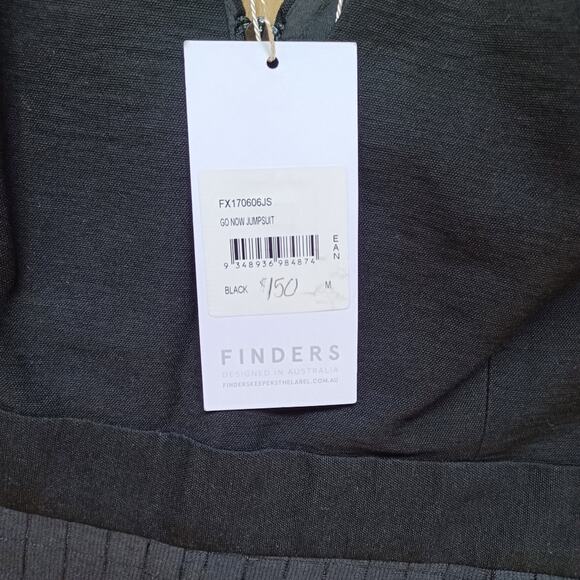 FX170606JS
GO NOW JUMPSUIT
EAN
9 348936 984874
BLACK $150 M
FINDERS
DESIGNED IN AUSTRALIA
FINDERSKEEPERSTHELABEL.COM.AU